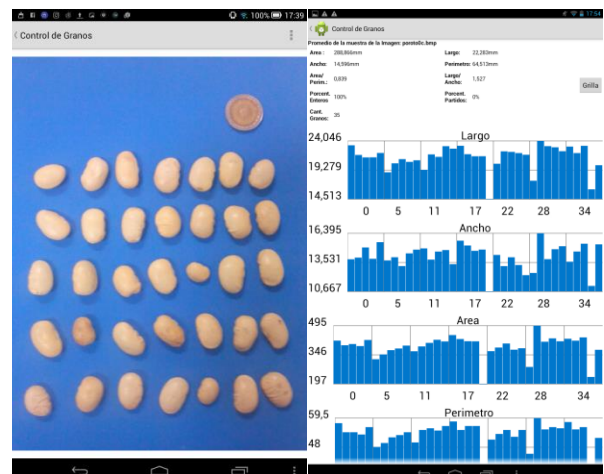 100% 17:39
Control de Granos
17:54
Control de Granos
Promedio de la muestra de la Imagen: porotollc.bmp
Area : 288,866mm Largo: 22,283mm
Ancho: 14,596mm Perimetro: 64,513mm
Area/ Perim.: 0,835 Largo/ Ancho: 1,527
Grilla
Porcent. Enteros 100% Porcent. Partidos: 0%
Cant. Granos: 35
Largo
24,046
19,279
14,513
0 5 11 17 22 28 34
Ancho
16,395
13,531
10,667
0 5 11 17 22 28 34
Area
495
346
197
0 5 11 17 22 28 34
Perimetro
59,5
48